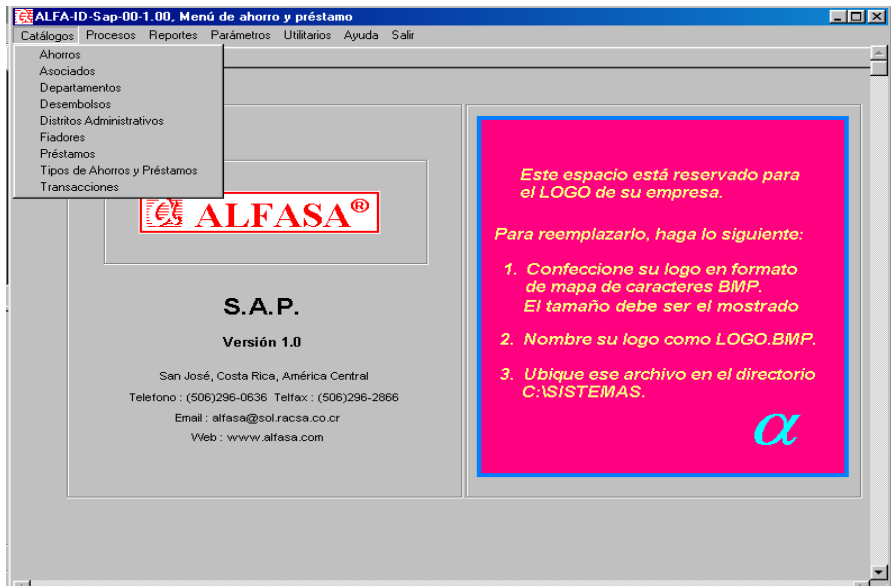 ALFA-ID-Sap-00-1.00, Menú de ahorro y préstamo
Catálogos Procesos Reportes Parámetros Utilitarios Ayuda Salir
Ahorros
Asociados
Departamentos
Desembolsos
Distritos Administrativos
Fiadores
Préstamos
Tipos de Ahorros y Préstamos
Transacciones
ALFASA®
S.A.P.
Versión 1.0
San José, Costa Rica, América Central
Telefono : (506)296-0636 Telfax : (506)296-2866
Email : alfasa@sol.racsa.co.cr
Web : www.alfasa.com
Este espacio está reservado para
el LOGO de su empresa.
Para reemplazarlo, haga lo siguiente:
1. Confeccione su logo en formato
de mapa de caracteres BMP.
El tamaño debe ser el mostrado
2. Nombre su logo como LOGO.BMP.
3. Ubique ese archivo en el directorio
C:\SISTEMAS.
α